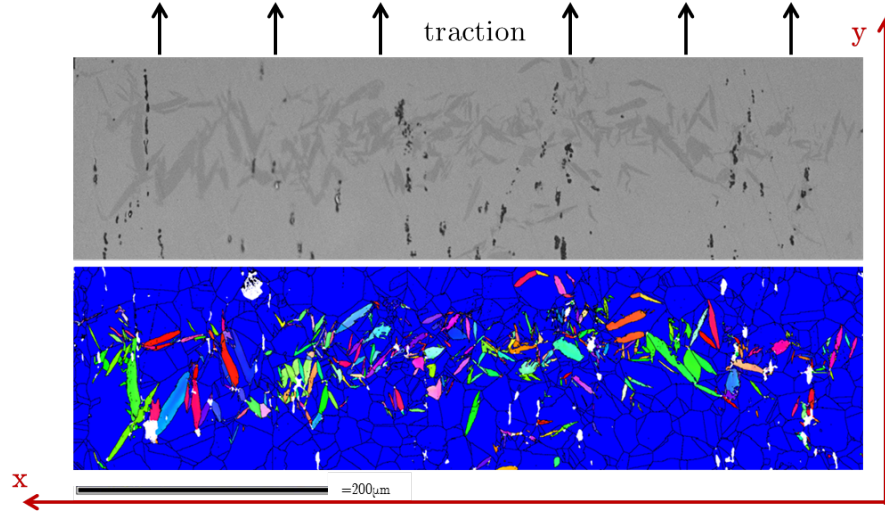 traction
y
x
=200µm